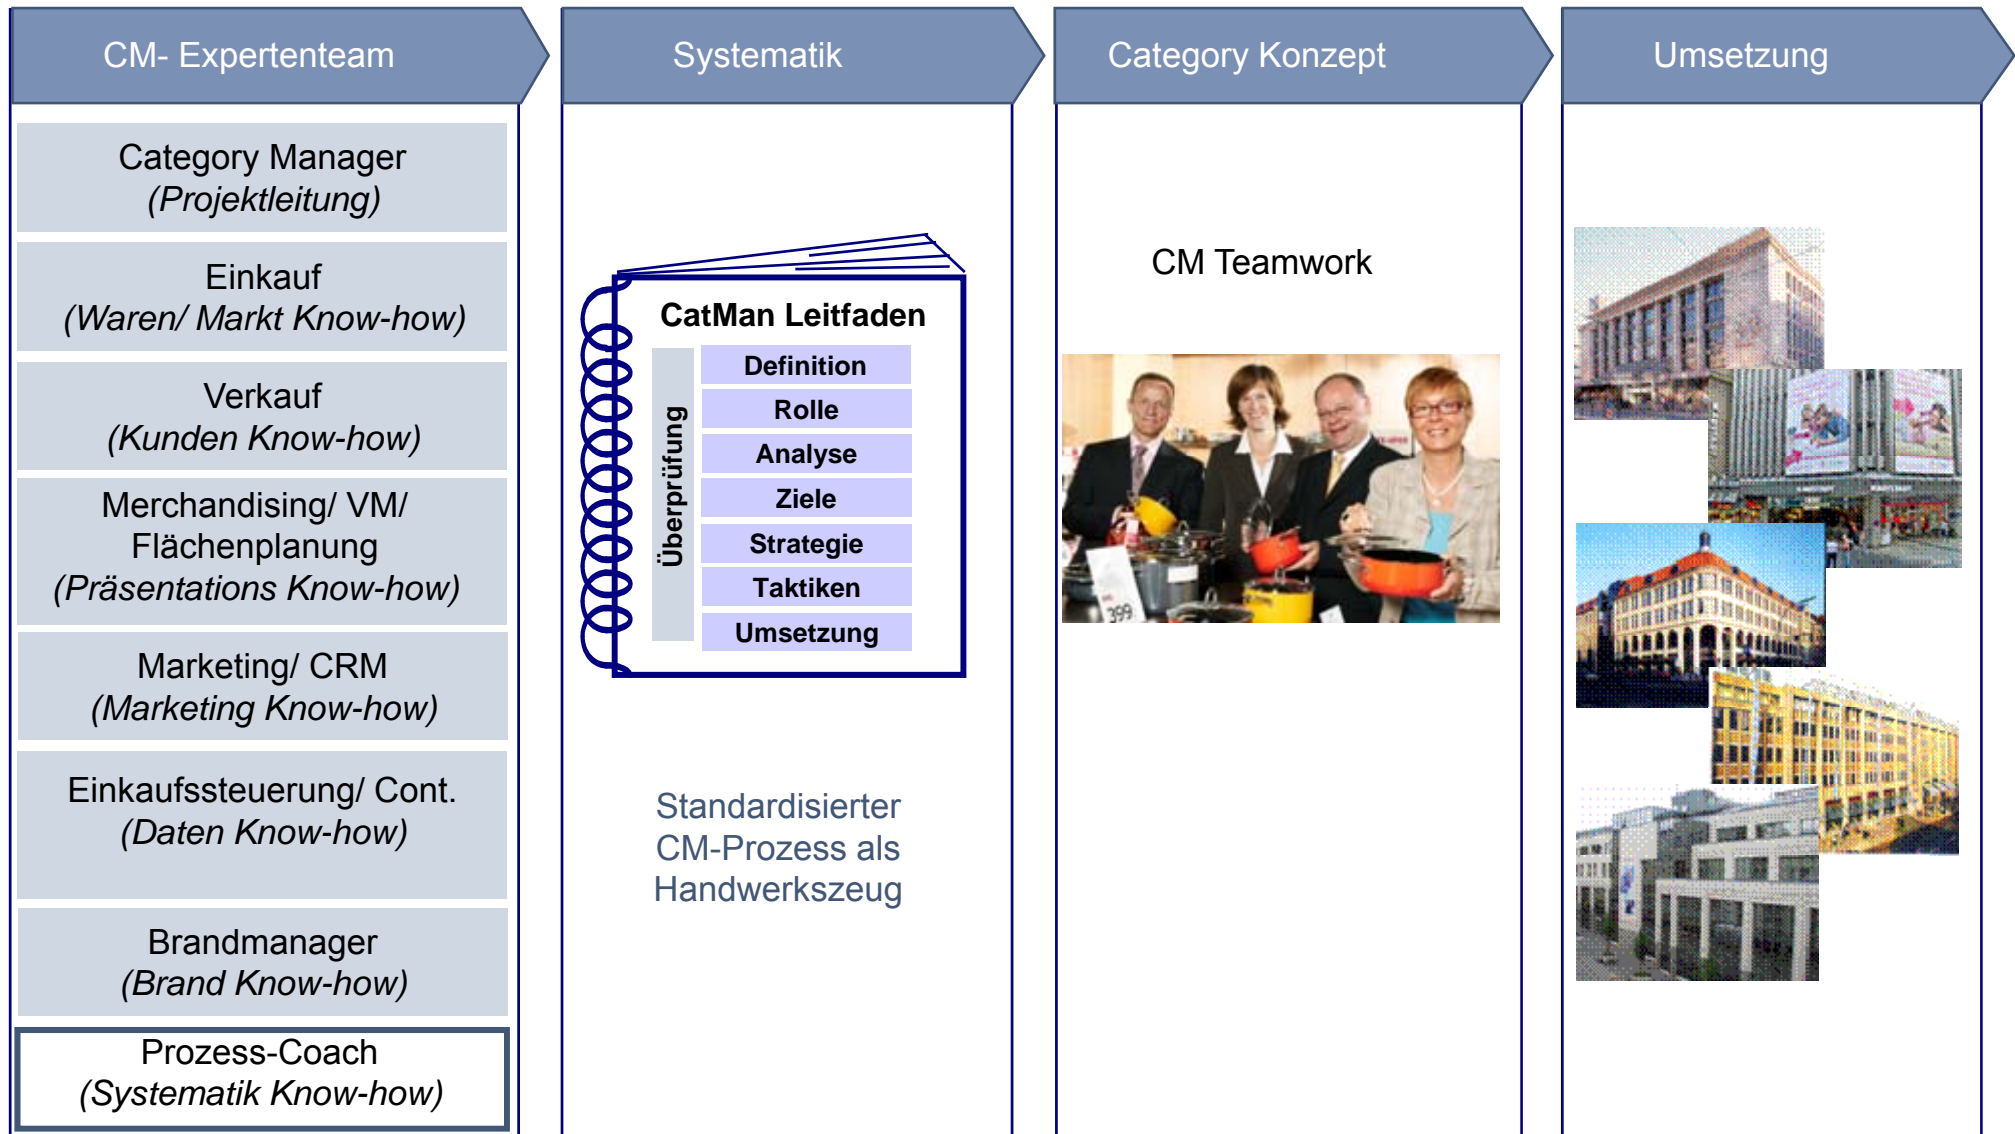 CM- Expertenteam
Systematik
Category Konzept
Umsetzung
Category Manager
(Projektleitung)
Einkauf
(Waren/ Markt Know-how)
Verkauf
(Kunden Know-how)
Merchandising/ VM/
Flächenplanung
(Präsentations Know-how)
Marketing/ CRM
(Marketing Know-how)
Einkaufssteuerung/ Cont.
(Daten Know-how)
Brandmanager
(Brand Know-how)
Prozess-Coach
(Systematik Know-how)
CatMan Leitfaden
Überprüfung
Definition
Rolle
Analyse
Ziele
Strategie
Taktiken
Umsetzung
Standardisierter
CM-Prozess als
Handwerkszeug
CM Teamwork
399